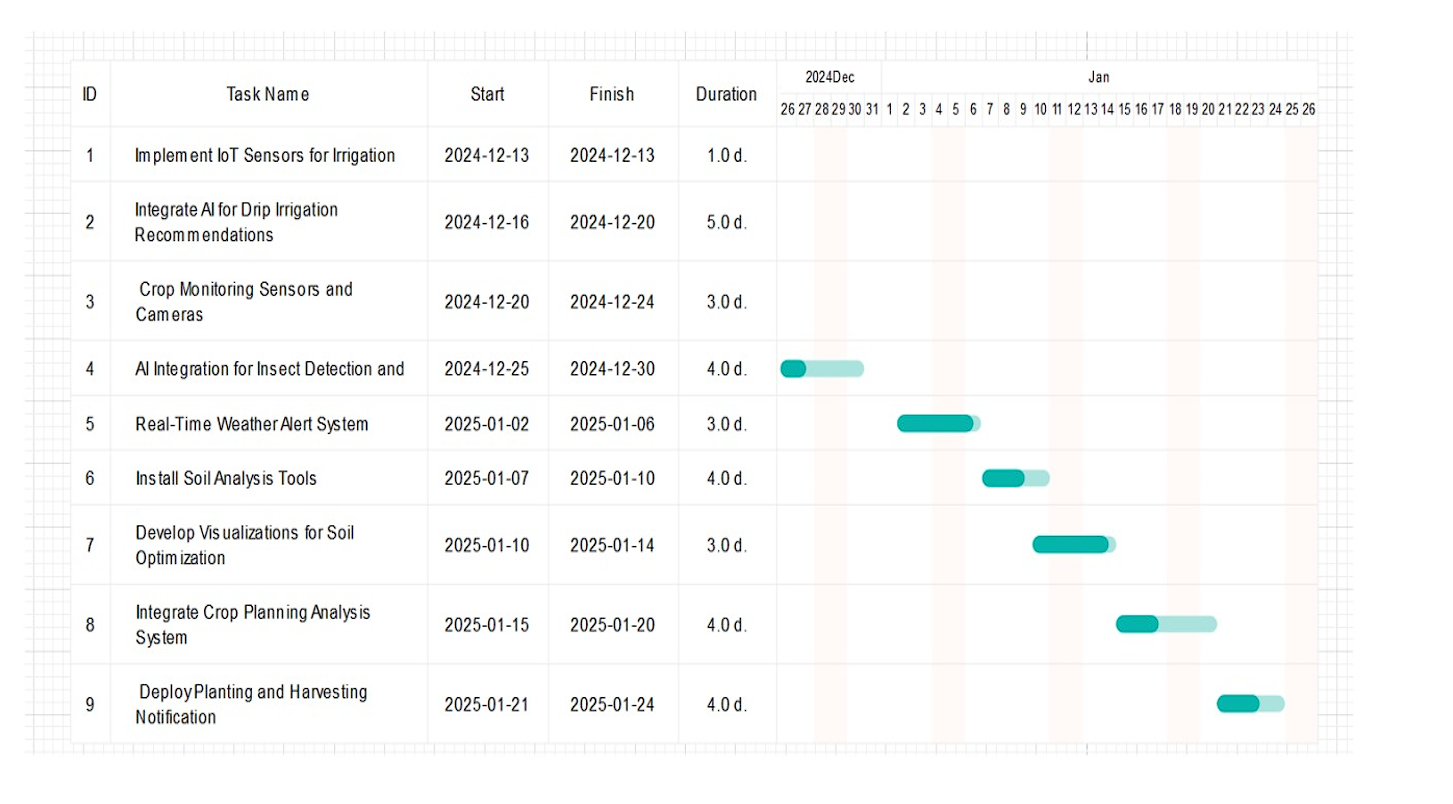 2024Dec Jan
ID Task Name Start Finish Duration
26 27 28 29 30 31 1 2 3 4 5 6 7 8 9 10 11 12 13 14 15 16 17 18 19 20 21 22 23 24 25 26
1 Implement IoT Sensors for Irrigation 2024-12-13 2024-12-13 1.0 d.
2 Integrate AI for Drip Irrigation
Recommendations 2024-12-16 2024-12-20 5.0 d.
3 Crop Monitoring Sensors and
Cameras 2024-12-20 2024-12-24 3.0 d.
4 AI Integration for Insect Detection and 2024-12-25 2024-12-30 4.0 d.
5 Real-Time Weather Alert System 2025-01-02 2025-01-06 3.0 d.
6 Install Soil Analysis Tools 2025-01-07 2025-01-10 4.0 d.
7 Develop Visualizations for Soil
Optimization 2025-01-10 2025-01-14 3.0 d.
8 Integrate Crop Planning Analysis
System 2025-01-15 2025-01-20 4.0 d.
9 Deploy Planting and Harvesting
Notification 2025-01-21 2025-01-24 4.0 d.